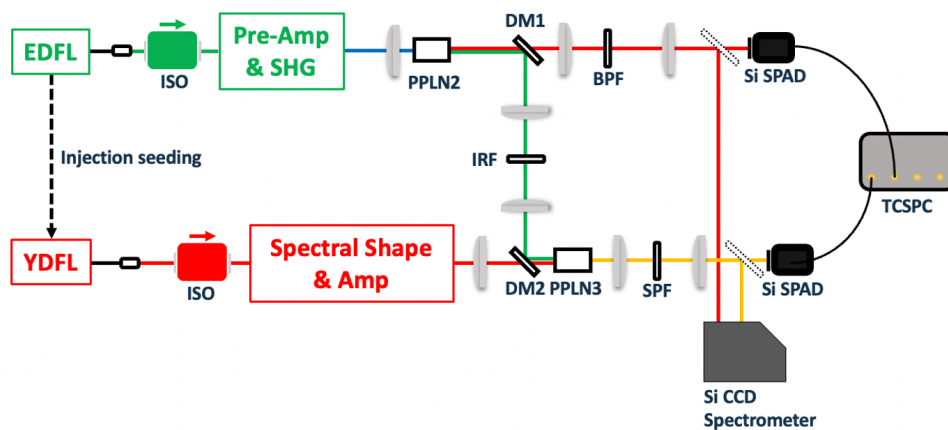 EDFL
ISO
Pre-Amp
& SHG
PPLN2
DM1
BPF
Si SPAD
Injection seeding
IRF
TCSPC
YDFL
ISO
Spectral Shape
& Amp
DM2 PPLN3
SPF
Si SPAD
Si CCD
Spectrometer